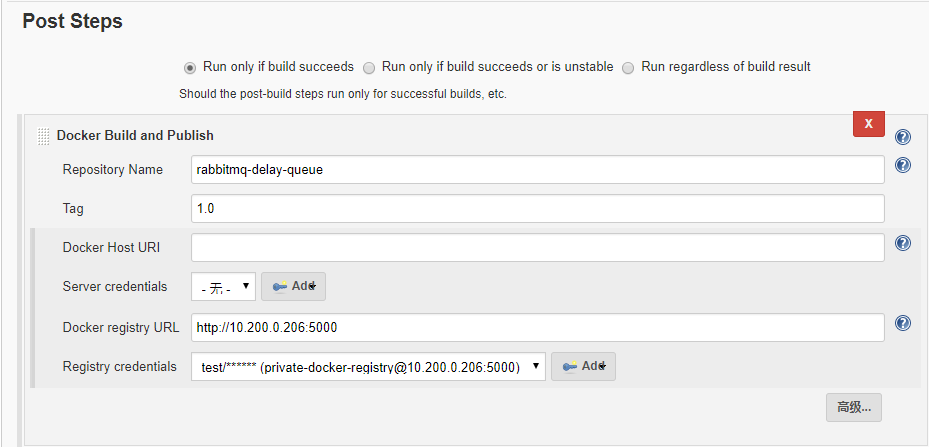 Post Steps
Run only if build succeeds Run only if build succeeds or is unstable Run regardless of build result
Should the post-build steps run only for successful builds, etc.
X
Docker Build and Publish
Repository Name rabbitmq-delay-queue
Tag 1.0
Docker Host URI
Server credentials - 无 - Add
Docker registry URL http://10.200.0.206:5000
Registry credentials test/****** (private-docker-registry@10.200.0.206:5000) Add
高级...